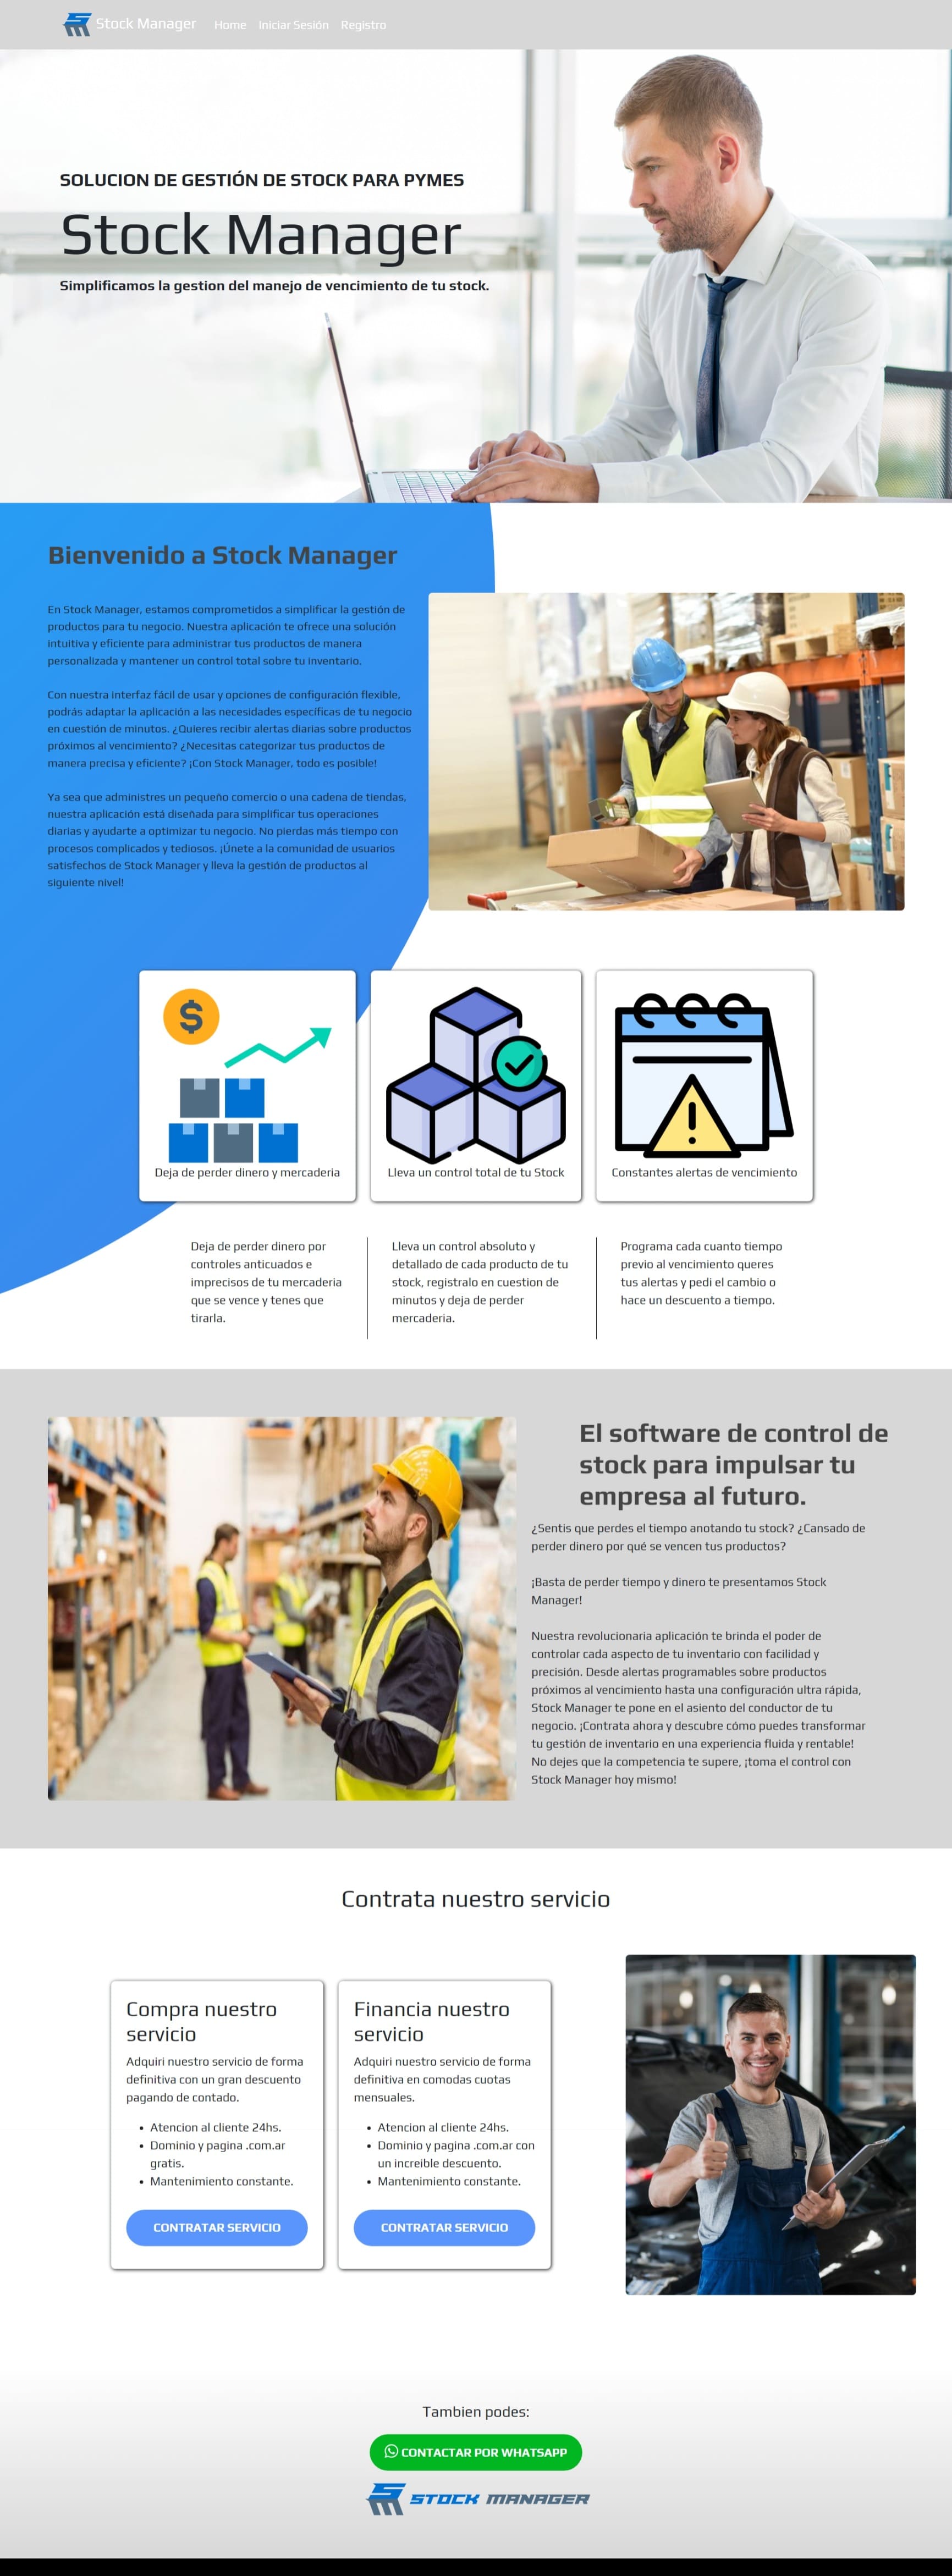 Stock Manager Home Iniciar Sesión Registro
SOLUCION DE GESTIÓN DE STOCK PARA PYMES
Stock Manager
Simplificamos la gestion del manejo de vencimiento de tu stock.
Bienvenido a Stock Manager
En Stock Manager, estamos comprometidos a simplificar la gestión de
productos para tu negocio. Nuestra aplicación te ofrece una solución
intuitiva y eficiente para administrar tus productos de manera
personalizada y mantener un control total sobre tu inventario.
Con nuestra interfaz fácil de usar y opciones de configuración flexible,
podrás adaptar la aplicación a las necesidades específicas de tu negocio
en cuestión de minutos. ¿Quieres recibir alertas diarias sobre productos
próximos al vencimiento? ¿Necesitas categorizar tus productos de
manera precisa y eficiente? ¡Con Stock Manager, todo es posible!
Ya sea que administres un pequeño comercio o una cadena de tiendas,
nuestra aplicación está diseñada para simplificar tus operaciones
diarias y ayudarte a optimizar tu negocio. No pierdas más tiempo con
procesos complicados y tediosos. ¡Únete a la comunidad de usuarios
satisfechos de Stock Manager y lleva la gestión de productos al
siguiente nivel!
$
Deja de perder dinero y mercaderia
Lleva un control total de tu Stock
Constantes alertas de vencimiento
Deja de perder dinero por
controles anticuados e
imprecisos de tu mercaderia
que se vence y tenes que
tirarla.
Lleva un control absoluto y
detallado de cada producto de tu
stock, registralo en cuestion de
minutos y deja de perder
mercaderia.
Programa cada cuanto tiempo
previo al vencimiento queres
tus alertas y pedi el cambio o
hace un descuento a tiempo.
El software de control de
stock para impulsar tu
empresa al futuro.
¿Sentis que perdes el tiempo anotando tu stock? ¿Cansado de
perder dinero por qué se vencen tus productos?
¡Basta de perder tiempo y dinero te presentamos Stock
Manager!
Nuestra revolucionaria aplicación te brinda el poder de
controlar cada aspecto de tu inventario con facilidad y
precisión. Desde alertas programables sobre productos
próximos al vencimiento hasta una configuración ultra rápida,
Stock Manager te pone en el asiento del conductor de tu
negocio. ¡Contrata ahora y descubre cómo puedes transformar
tu gestión de inventario en una experiencia fluida y rentable!
No dejes que la competencia te supere, ¡toma el control con
Stock Manager hoy mismo!
Contrata nuestro servicio
Compra nuestro
servicio
Adquiri nuestro servicio de forma
definitiva con un gran descuento
pagando de contado.
• Atencion al cliente 24hs.
• Dominio y pagina .com.ar
gratis.
• Mantenimiento constante.
CONTRATAR SERVICIO
Financia nuestro
servicio
Adquiri nuestro servicio de forma
definitiva en comodas cuotas
mensuales.
• Atencion al cliente 24hs.
• Dominio y pagina .com.ar con
un increible descuento.
• Mantenimiento constante.
CONTRATAR SERVICIO
Tambien podes:
CONTACTAR POR WHATSAPP
STOCK MANAGER